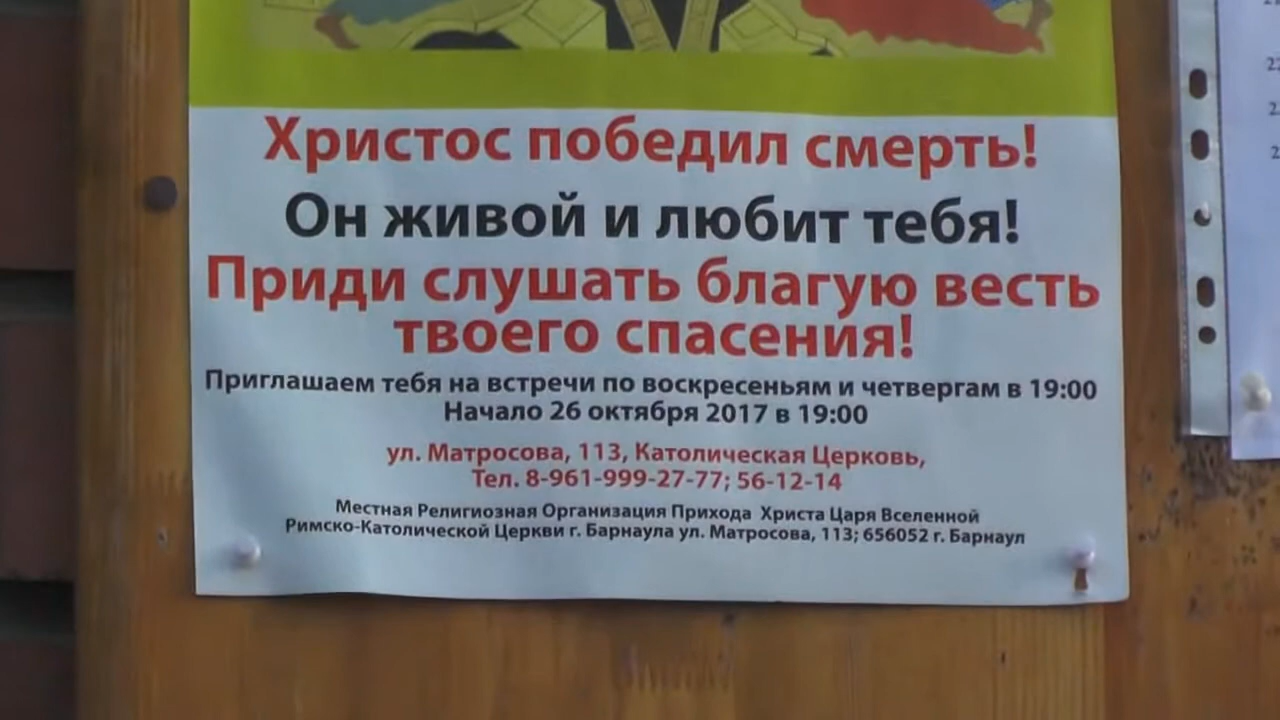 Христос победил смерть!
Он живой и любит тебя!
Приди слушать благую весть
твоего спасения!
Приглашаем тебя на встречи по воскресеньям и четвергам в 19:00
Начало 26 октября 2017 в 19:00
ул. Матросова, 113, Католическая Церковь,
Тел. 8-961-999-27-77; 56-12-14
Местная Религиозная Организация Прихода Христа Царя Вселенной
Римско-Католической Церкви г. Барнаула ул. Матросова, 113; 656052 г. Барнаул